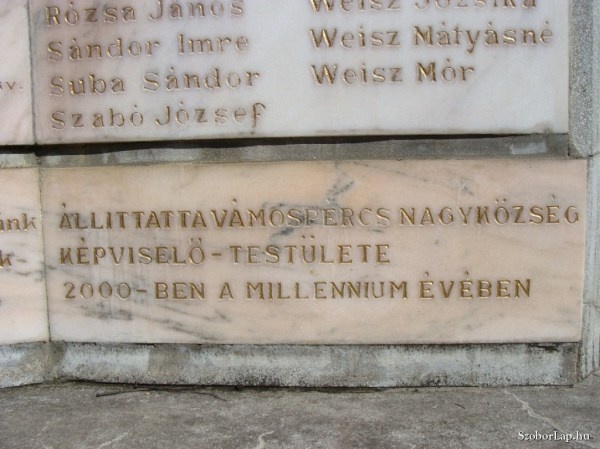 Rózsa János
Sándor Imre
Suba Sándor
Szabó József
Weisz Józsika
Weisz Mátyásné
Weisz Mór
ÁLLITTATTA VÁMOSPÉRCS NAGYKÖZSÉG
KÉPVISELŐ-TESTÜLETE
2000-BEN A MILLENNIUM ÉVÉBEN
SzoborLap.hu